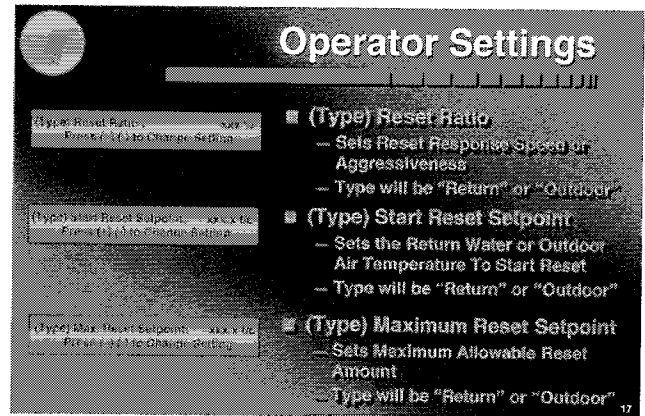 Operator Settings
(Type) Reset Ratio, xxx %
Press (+) (-) to Change Setting
■ (Type) Reset Ratio
— Sets Reset Response Speed or
Aggressiveness
— Type will be "Return" or "Outdoor"
(Type) Start Reset Setpoint, xxx.x
Press (+) (-) to Change Setting
■ (Type) Start Reset Setpoint
— Sets the Return Water or Outdoor
Air Temperature To Start Reset
— Type will be "Return" or "Outdoor"
(Type) Max. Reset Setpoint, xxx.x
Press (+) (-) to Change Setting
■ (Type) Maximum Reset Setpoint
— Sets Maximum Allowable Reset
Amount
— Type will be "Return" or "Outdoor"
17